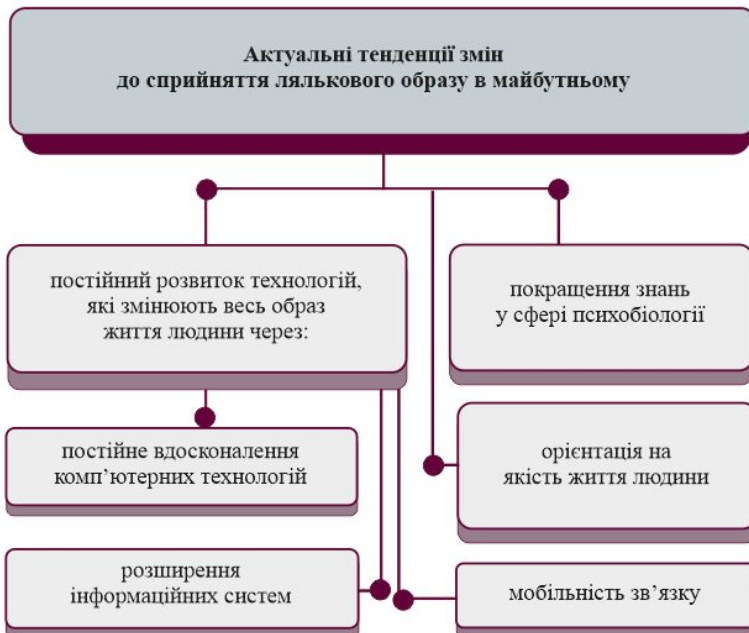 Актуальні тенденції змін
до сприйняття лялькового образу в майбутньому
постійний розвиток технологій,
які змінюють весь образ
життя людини через:
покращення знань
у сфері психобіології
постійне вдосконалення
комп’ютерних технологій
орієнтація на
якість життя людини
розширення
інформаційних систем
мобільність зв’язку